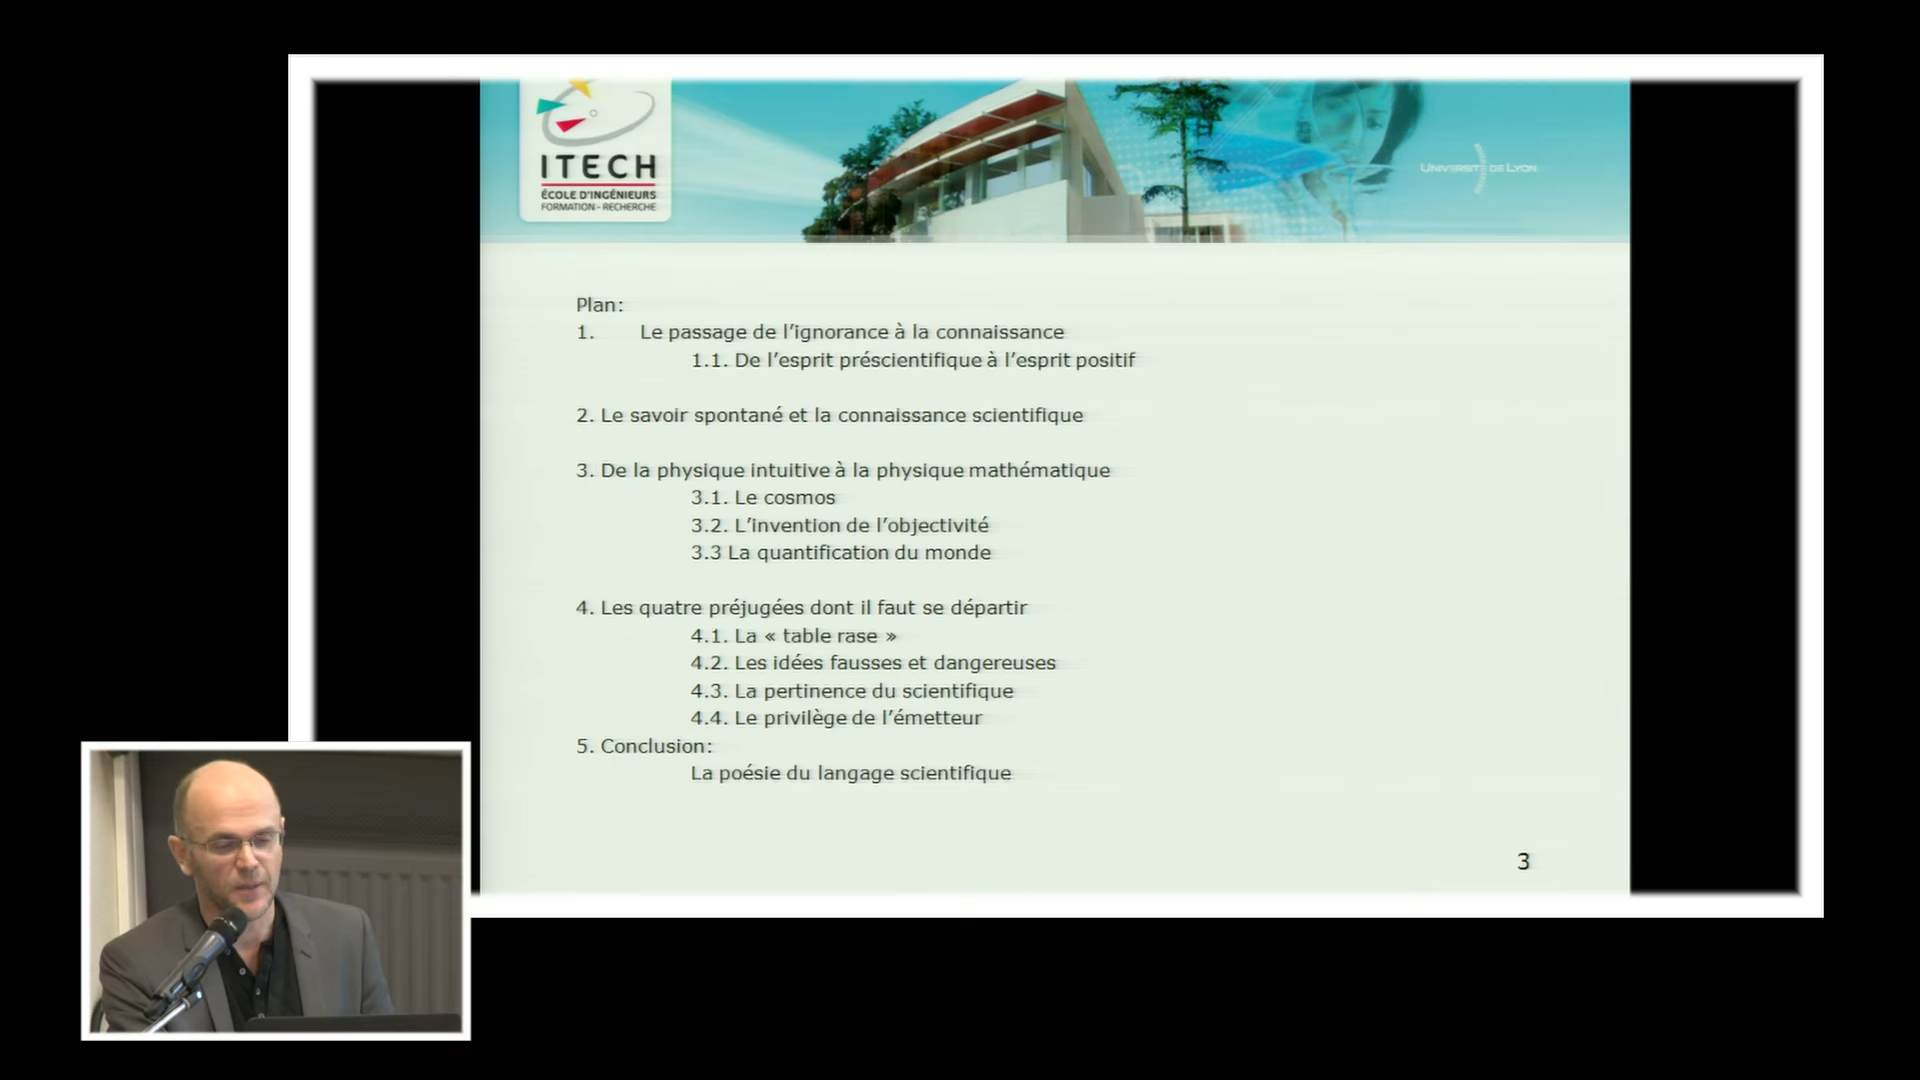 ITECH
ÉCOLE D'INGÉNIEURS
FORMATION - RECHERCHE
UNIVERSITÉ DE LYON
Plan:
1. Le passage de l'ignorance à la connaissance
1.1. De l'esprit préscientifique à l'esprit positif
2. Le savoir spontané et la connaissance scientifique
3. De la physique intuitive à la physique mathématique
3.1. Le cosmos
3.2. L'invention de l'objectivité
3.3 La quantification du monde
4. Les quatre préjugées dont il faut se départir
4.1. La « table rase »
4.2. Les idées fausses et dangereuses
4.3. La pertinence du scientifique
4.4. Le privilège de l'émetteur
5. Conclusion:
La poésie du langage scientifique
3